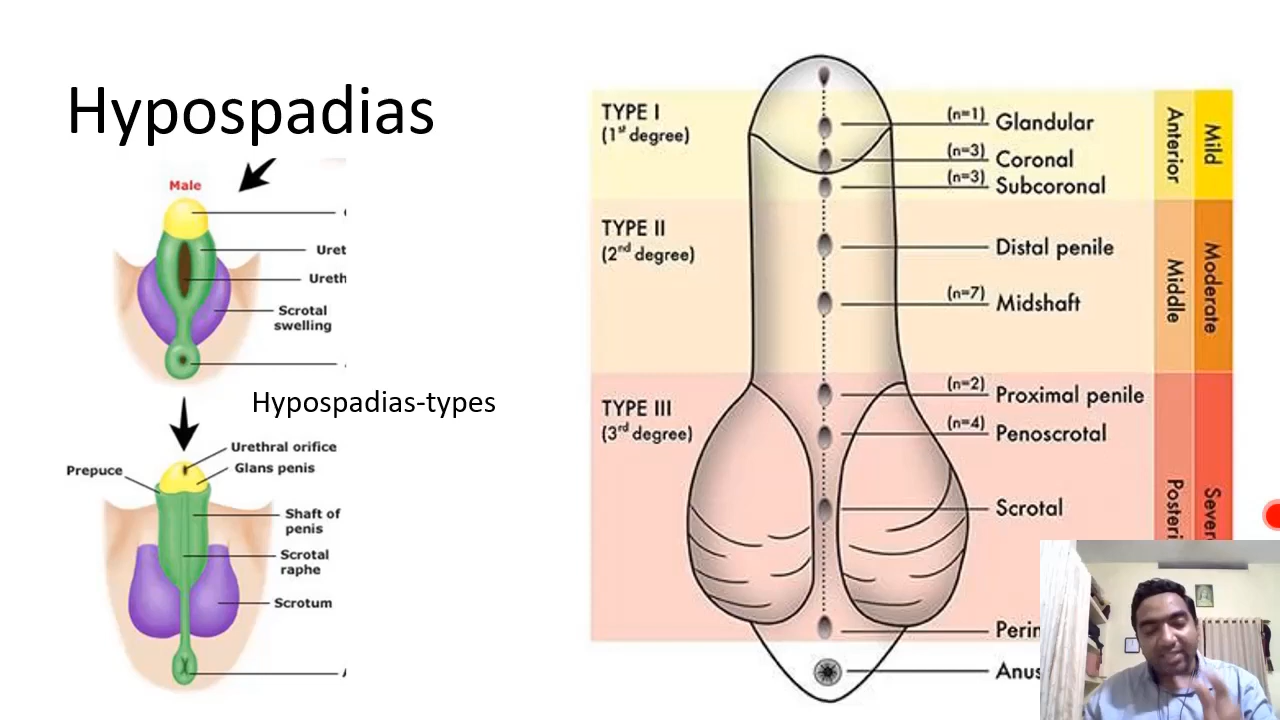 Hypospadias
Male
Uret
Ureth
Scrotal
swelling
Hypospadias-types
Urethral orifice
Prepuce
Glans penis
Shaft of
penis
Scrotal
raphe
Scrotum
TYPE I
(1st degree)
(n=1) Glandular
(n=3) Coronal
(n=3) Subcoronal
Anterior
Mild
TYPE II
(2nd degree)
Distal penile
(n=7) Midshaft
Middle
Moderate
TYPE III
(3rd degree)
(n=2) Proximal penile
(n=4) Penoscrotal
Scrotal
Perin
Anus
Posteri
Sever